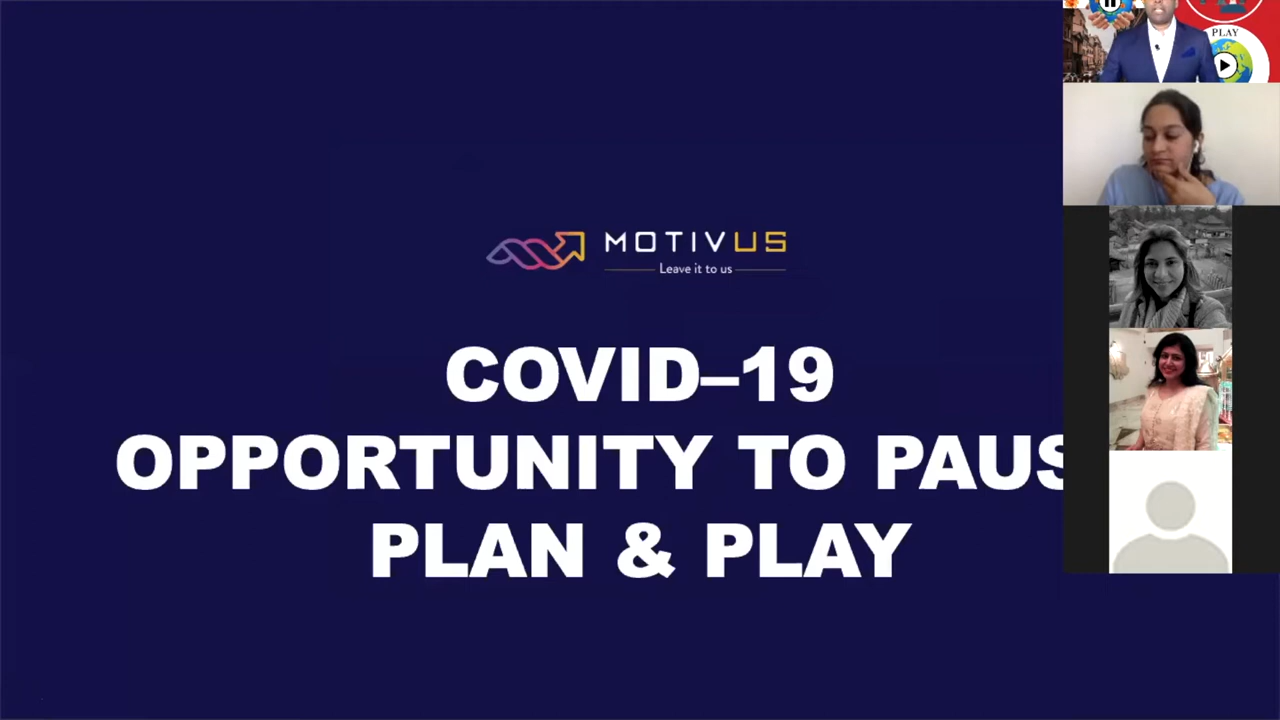 MOTIVUS
Leave it to us
COVID–19
OPPORTUNITY TO PAUS
PLAN & PLAY
PLAY